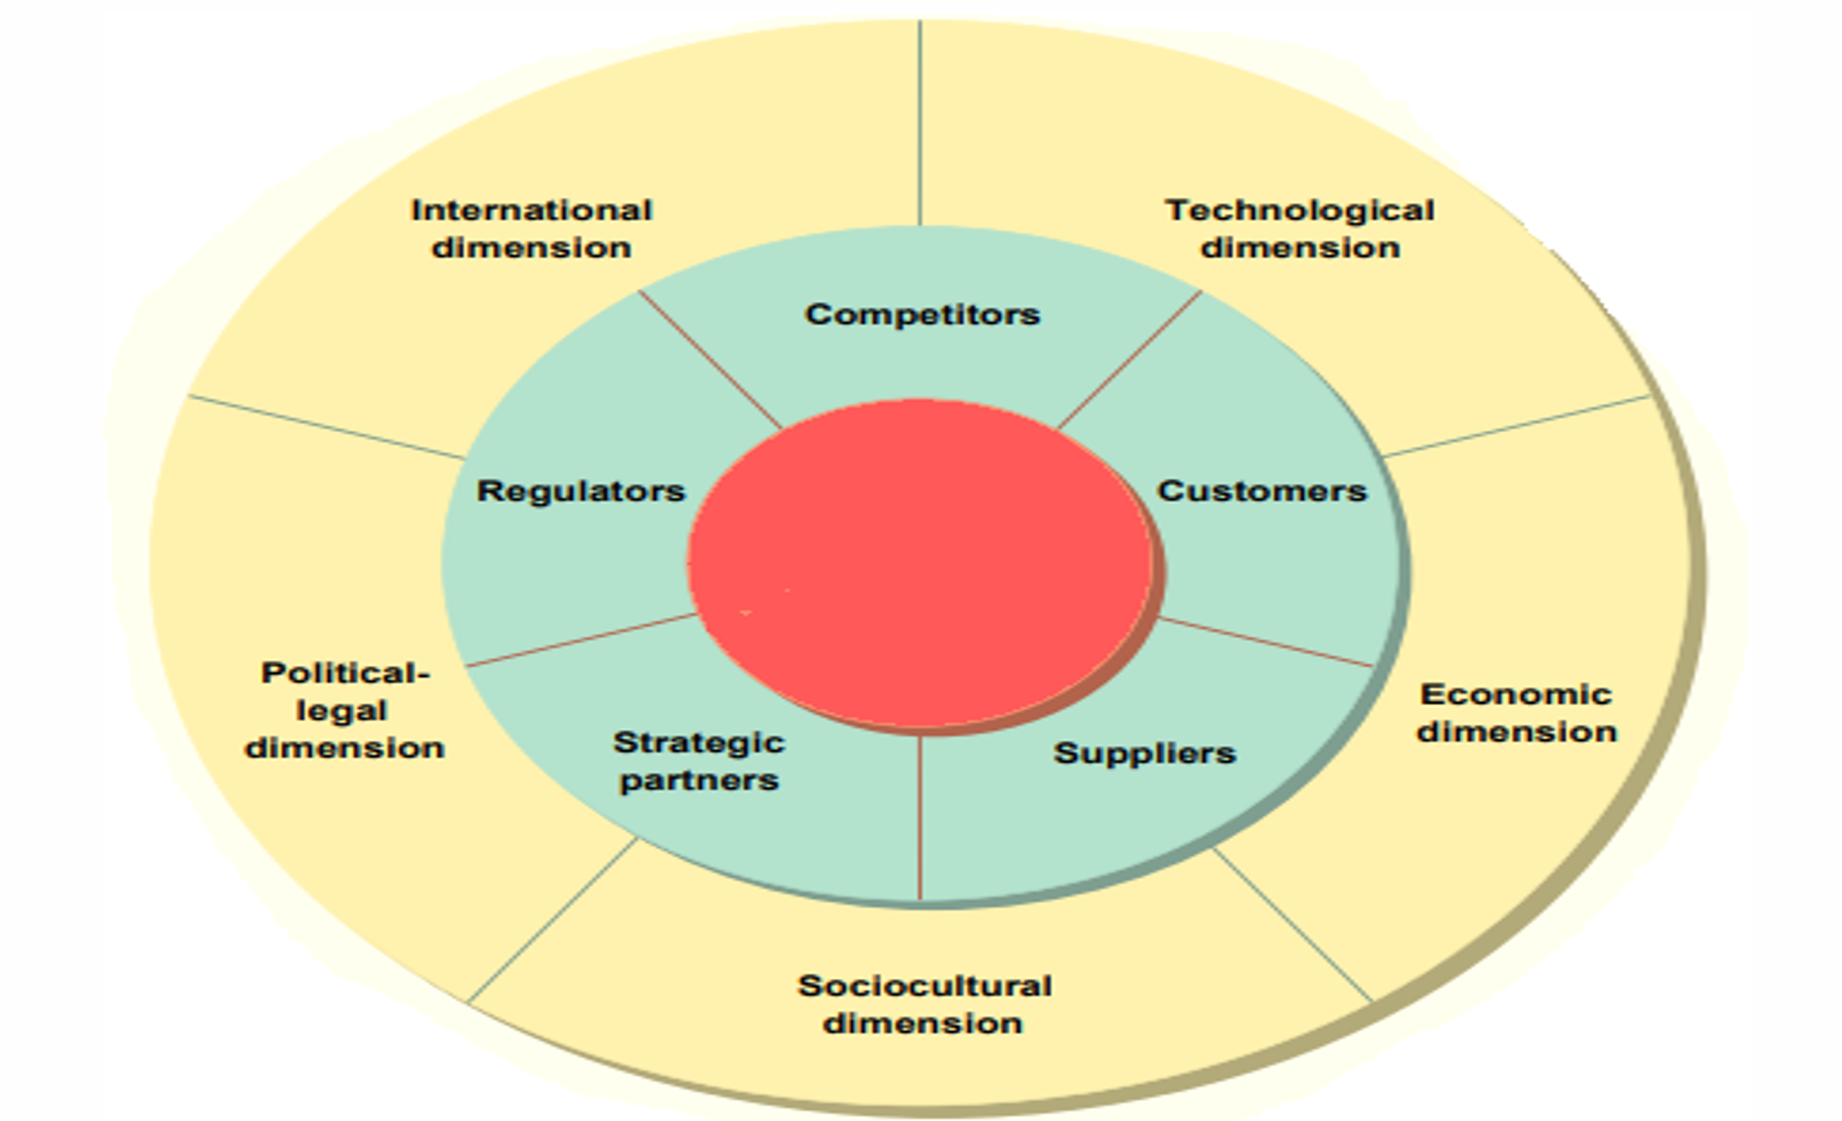 International
dimension
Technological
dimension
Competitors
Regulators
Customers
Political-
legal
dimension
Economic
dimension
Strategic
partners
Suppliers
Sociocultural
dimension